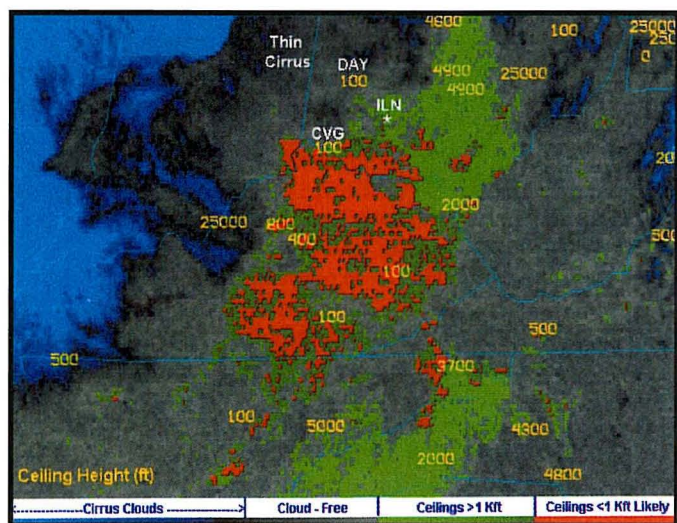 4600
100
25000
250
0
Thin
Cirrus
DAY
100
4900
4900
25000
ILN
*
CVG
100
20
2000
25000
800
400
500
100
100
500
500
3700
100
5000
4300
2000
4800
Ceiling Height (ft)
Cirrus Clouds
Cloud - Free
Ceilings >1 Kft
Ceilings <1 Kft Likely